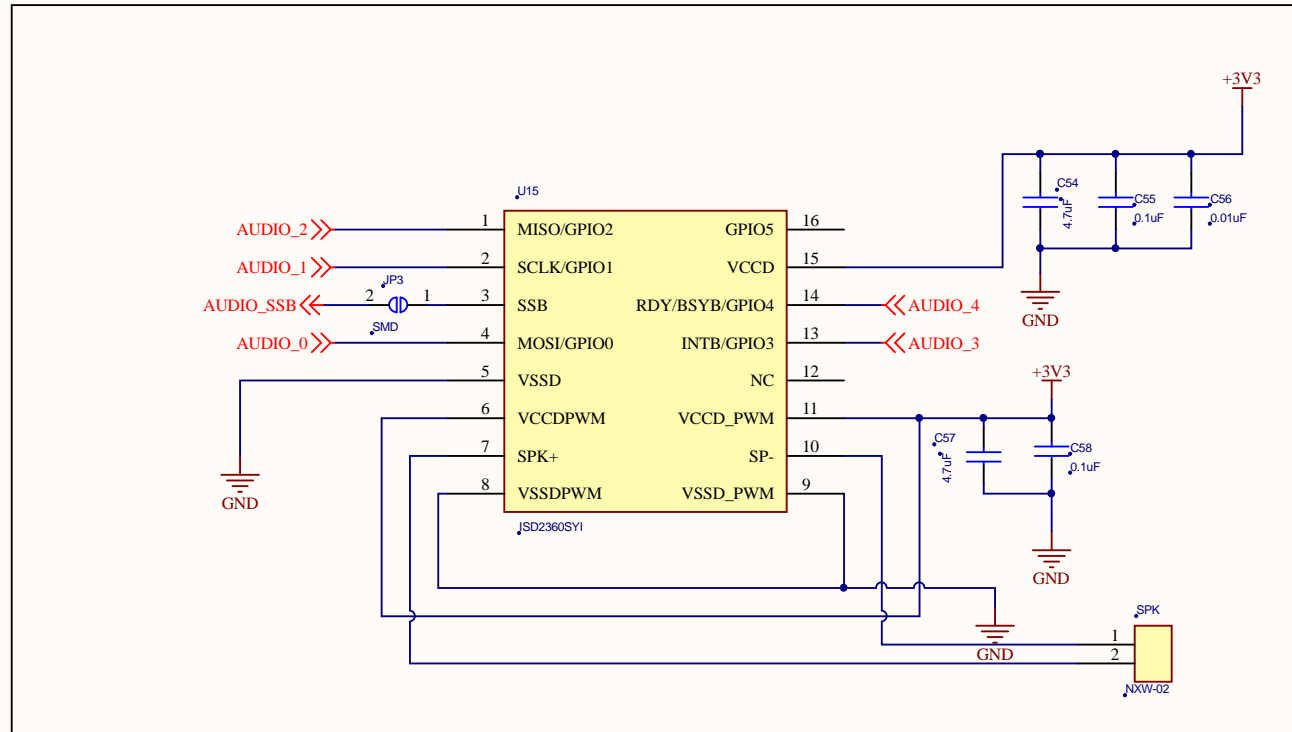 +3V3
C54
4.7uF
C55
0.1uF
C56
0.01uF
GND
U15
AUDIO_2
1
MISO/GPIO2
GPIO5
16
AUDIO_1
2
SCLK/GPIO1
VCCD
15
JP3
AUDIO_SSB
2
1
3
SSB
RDY/BSYB/GPIO4
14
AUDIO_4
SMD
AUDIO_0
4
MOSI/GPIO0
INTB/GPIO3
13
AUDIO_3
5
VSSD
NC
12
+3V3
6
VCCDPWM
VCCD_PWM
11
C57
4.7uF
C58
0.1uF
7
SPK+
SP-
10
8
VSSDPWM
VSSD_PWM
9
GND
ISD2360SYI
GND
GND
SPK
1
2
NXW-02